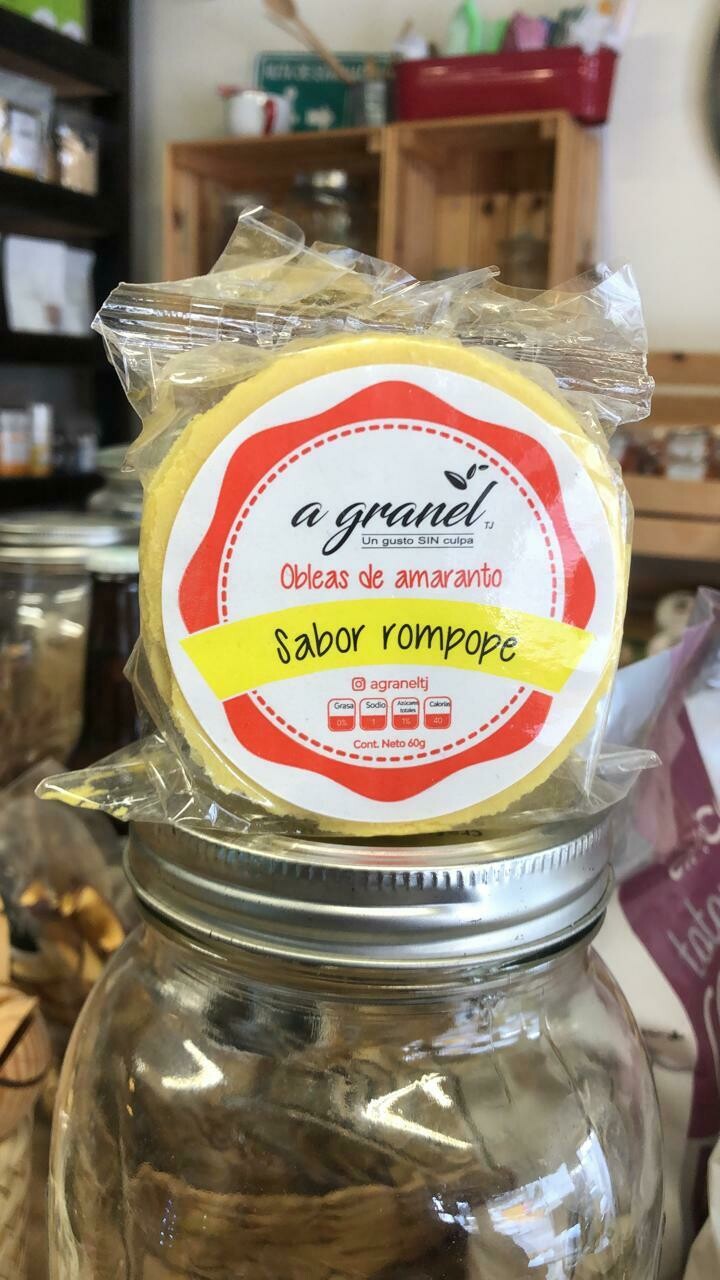 a granel TJ
Un gusto SIN culpa
Obleas de amaranto
Sabor rompope
agraneltj
Grasa Sodio Azúcares totales Calorías
0% 1 1% 40
Cont. Neto 60g